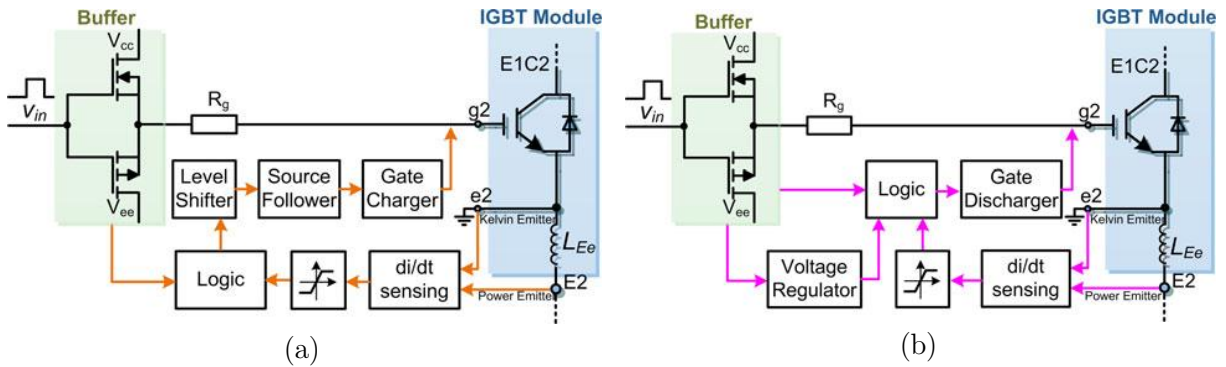 Buffer
IGBT Module
Vcc
E1C2
Rg
g2
vin
Level
Shifter
Source
Follower
Gate
Charger
Vee
e2
Kelvin Emitter
LEe
Logic
di/dt
sensing
E2
Power Emitter
(a)
Buffer
IGBT Module
Vcc
E1C2
Rg
g2
vin
Logic
Gate
Discharger
Vee
e2
Kelvin Emitter
LEe
Voltage
Regulator
di/dt
sensing
E2
Power Emitter
(b)